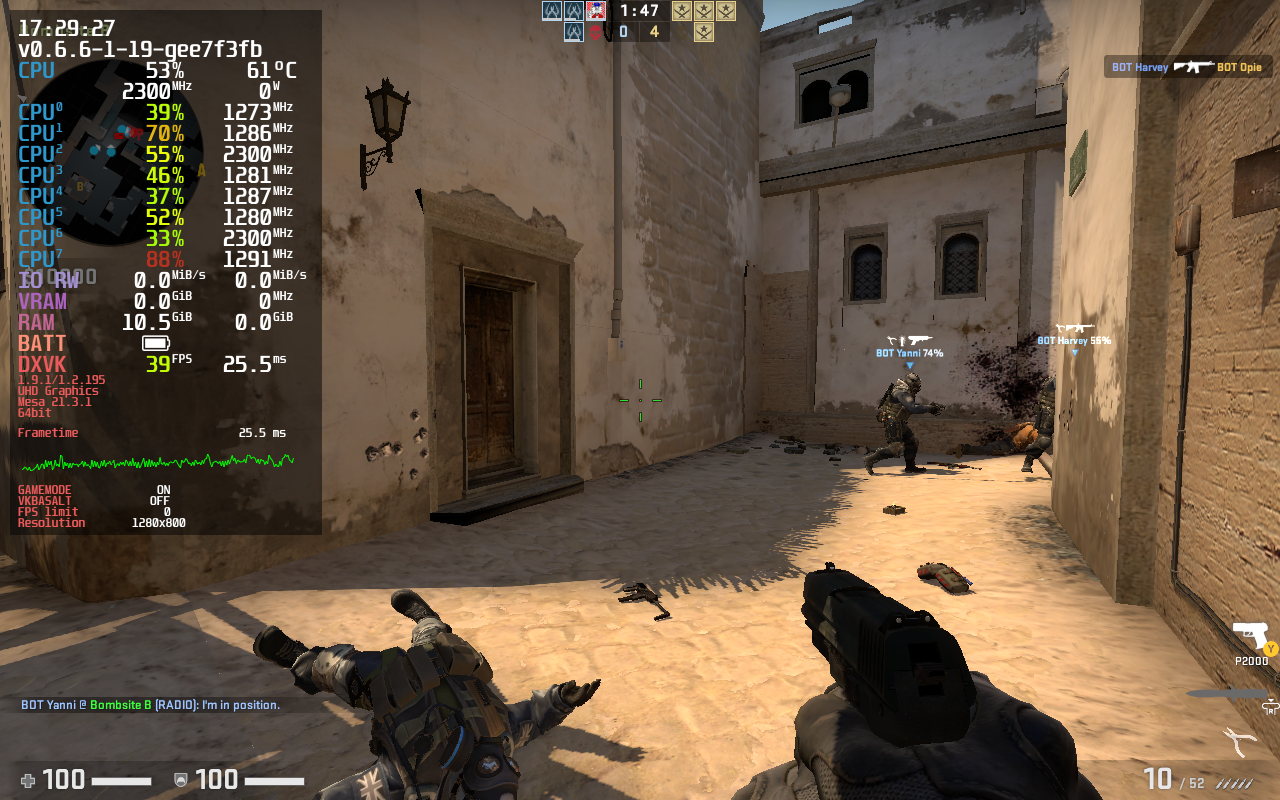 17:29:27
v0.6.6-1-19-gee7f3fb
CPU 53% 61°C
2300MHz 0W
CPU0 39% 1273MHz
CPU1 70% 1286MHz
CPU2 55% 2300MHz
CPU3 46% 1281MHz
CPU4 37% 1287MHz
CPU5 52% 1280MHz
CPU6 33% 2300MHz
CPU7 88% 1291MHz
IO RW 0.0MiB/s 0.0MiB/s
VRAM 0.0GiB 0MHz
RAM 10.5GiB 0.0GiB
BATT
DXVK 39FPS 25.5ms
1.9.1/1.2.195
UHD Graphics
Mesa 21.3.1
64bit
Frametime 25.5 ms
GAMEMODE ON
VKBASALT OFF
FPS limit 0
Resolution 1280x800
A
B
1:47
0 4
BOT Harvey BOT Opie
BOT Yanni 74%
BOT Harvey 55%
BOT Yanni @ Bombsite B (RADIO): I'm in position.
100 100
Y
P2000
R
10 / 52